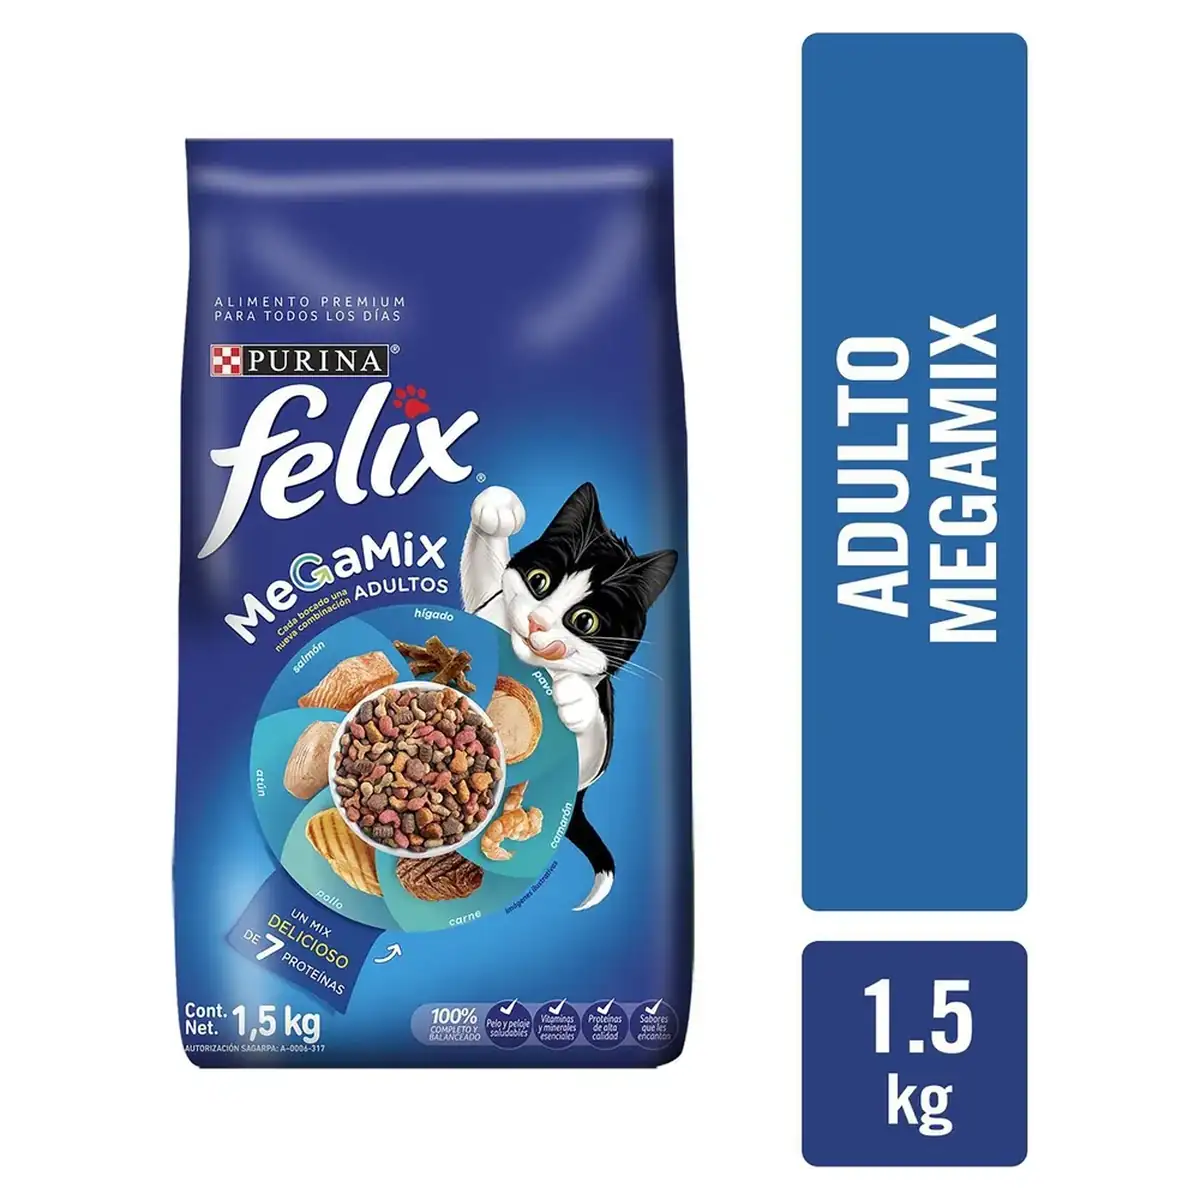 ALIMENTO PREMIUM
PARA TODOS LOS DÍAS
PURINA®
felix®
MeGaMiX
Cada bocado una
nueva combinación
ADULTOS
hígado
salmón
pavo
atún
camarón
pollo
carne
Imágenes ilustrativas
UN MIX
DELICIOSO
DE 7 PROTEÍNAS
Cont.
Net. 1,5 kg
AUTORIZACIÓN SAGARPA: A-0006-317
100%
COMPLETO Y
BALANCEADO
Pelo y pelaje
saludables
Vitaminas
y minerales
esenciales
Proteínas
de alta
calidad
Sabores
que les
encantan
ADULTO
MEGAMIX
1.5
kg